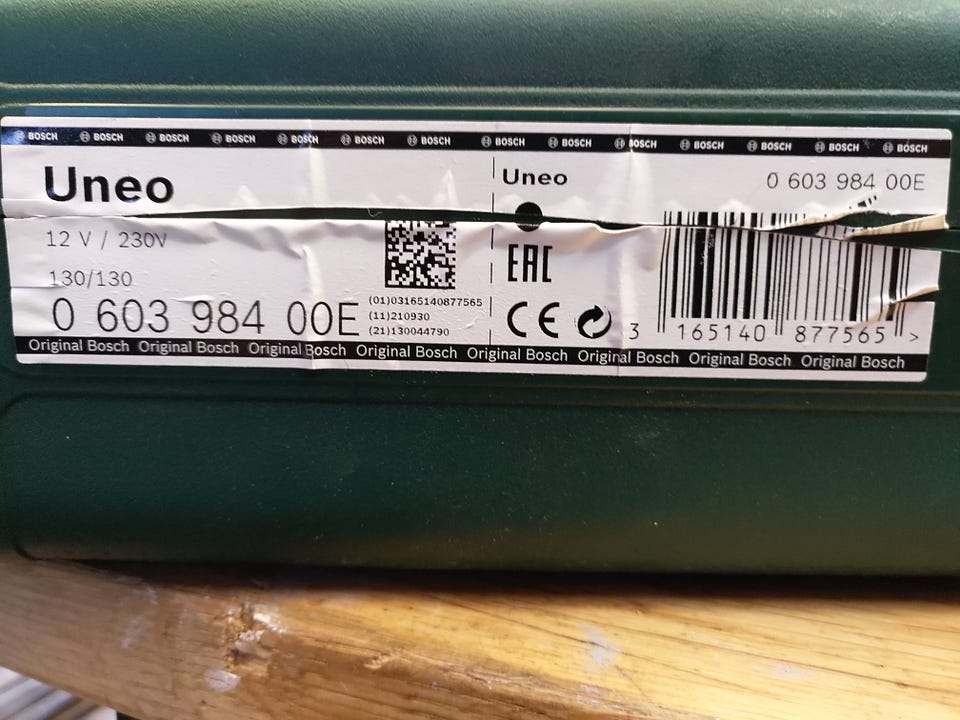 BOSCH BOSCH BOSCH BOSCH BOSCH BOSCH BOSCH BOSCH BOSCH BOSCH BOSCH BOSCH BOSCH BOSCH
Uneo
12 V / 230V
130/130
0 603 984 00E
(01)03165140877565
(11)210930
(21)130044790
Uneo
0 603 984 00E
EAC
CE
3 165140 877565 >
Original Bosch Original Bosch Original Bosch Original Bosch Original Bosch Original Bosch Original Bosch Original Bosch